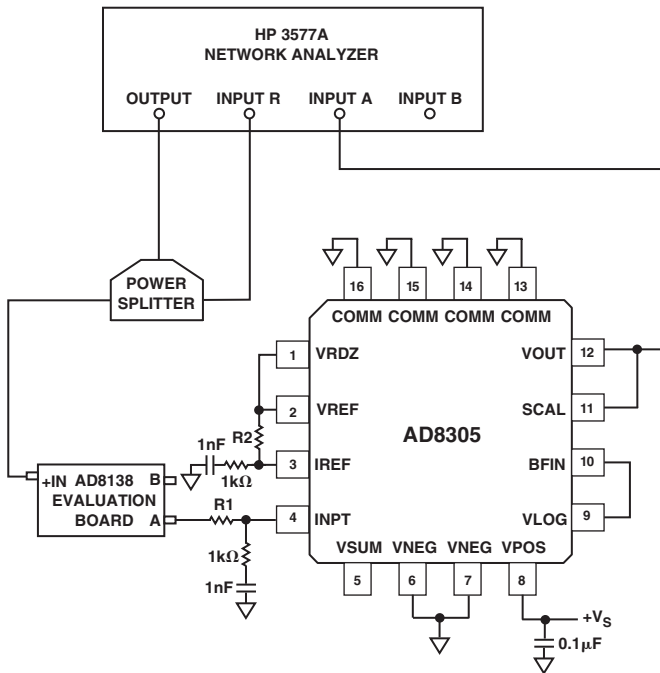 HP 3577A
NETWORK ANALYZER
OUTPUT
INPUT R
INPUT A
INPUT B
POWER
SPLITTER
16
15
14
13
COMM
COMM
COMM
COMM
1
VRDZ
VOUT
12
2
VREF
SCAL
11
R2
AD8305
1nF
1kΩ
3
IREF
BFIN
10
+IN AD8138 B
EVALUATION
BOARD A
R1
4
INPT
VLOG
9
1kΩ
1nF
VSUM
VNEG
VNEG
VPOS
5
6
7
8
+VS
0.1μF